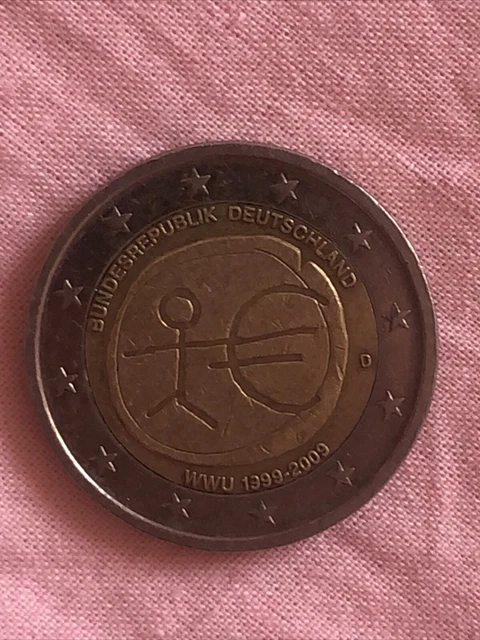 BUNDESREPUBLIK DEUTSCHLAND
D
WWU 1999-2009